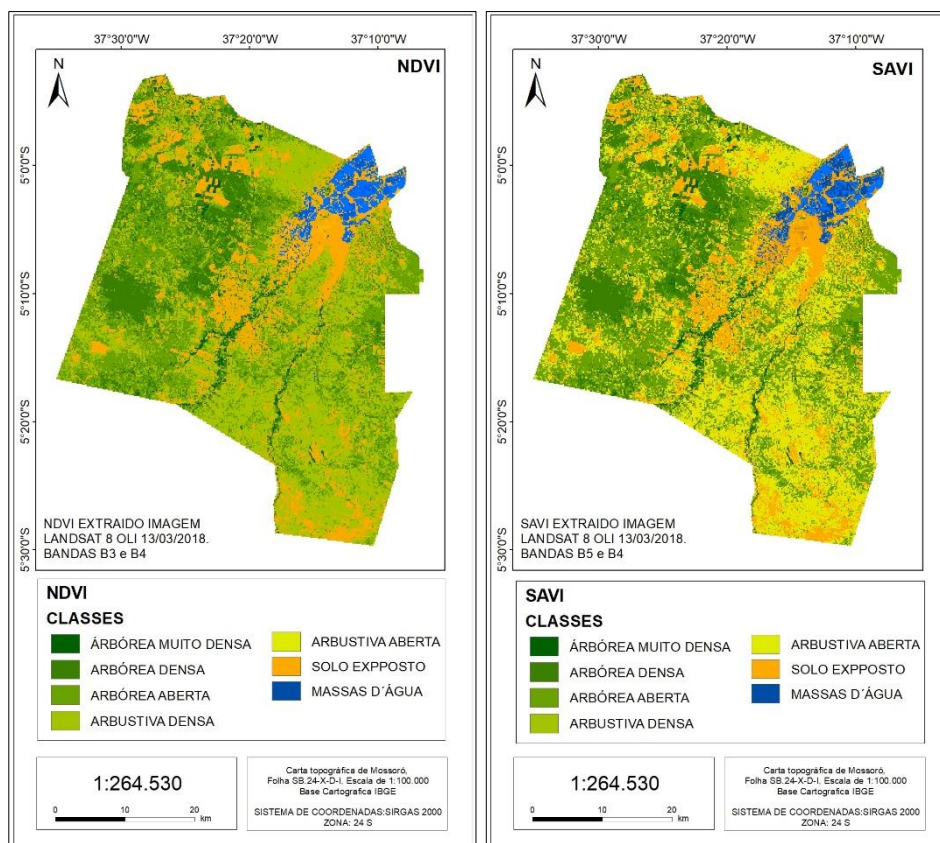 37°30'0"W 37°20'0"W 37°10'0"W
NDVI
N
5°0'0"S
5°10'0"S
5°20'0"S
5°30'0"S
NDVI EXTRAIDO IMAGEM
LANDSAT 8 OLI 13/03/2018.
BANDAS B3 e B4
NDVI
CLASSES
ÁRBÓREA MUITO DENSA
ARBÓREA DENSA
ARBÓREA ABERTA
ARBUSTIVA DENSA
ARBUSTIVA ABERTA
SOLO EXPPOSTO
MASSAS D´ÁGUA
1:264.530
0 10 20
km
Carta topográfica de Mossoró,
Folha SB.24-X-D-I, Escala de 1:100.000
Base Cartografica IBGE
SISTEMA DE COORDENADAS:SIRGAS 2000
ZONA: 24 S
37°30'0"W 37°20'0"W 37°10'0"W
SAVI
N
5°0'0"S
5°10'0"S
5°20'0"S
5°30'0"S
SAVI EXTRAIDO IMAGEM
LANDSAT 8 OLI 13/03/2018.
BANDAS B5 e B4
SAVI
CLASSES
ÁRBÓREA MUITO DENSA
ARBÓREA DENSA
ARBÓREA ABERTA
ARBUSTIVA DENSA
ARBUSTIVA ABERTA
SOLO EXPPOSTO
MASSAS D´ÁGUA
1:264.530
0 10 20
km
Carta topográfica de Mossoró,
Folha SB.24-X-D-I, Escala de 1:100.000
Base Cartografica IBGE
SISTEMA DE COORDENADAS:SIRGAS 2000
ZONA: 24 S